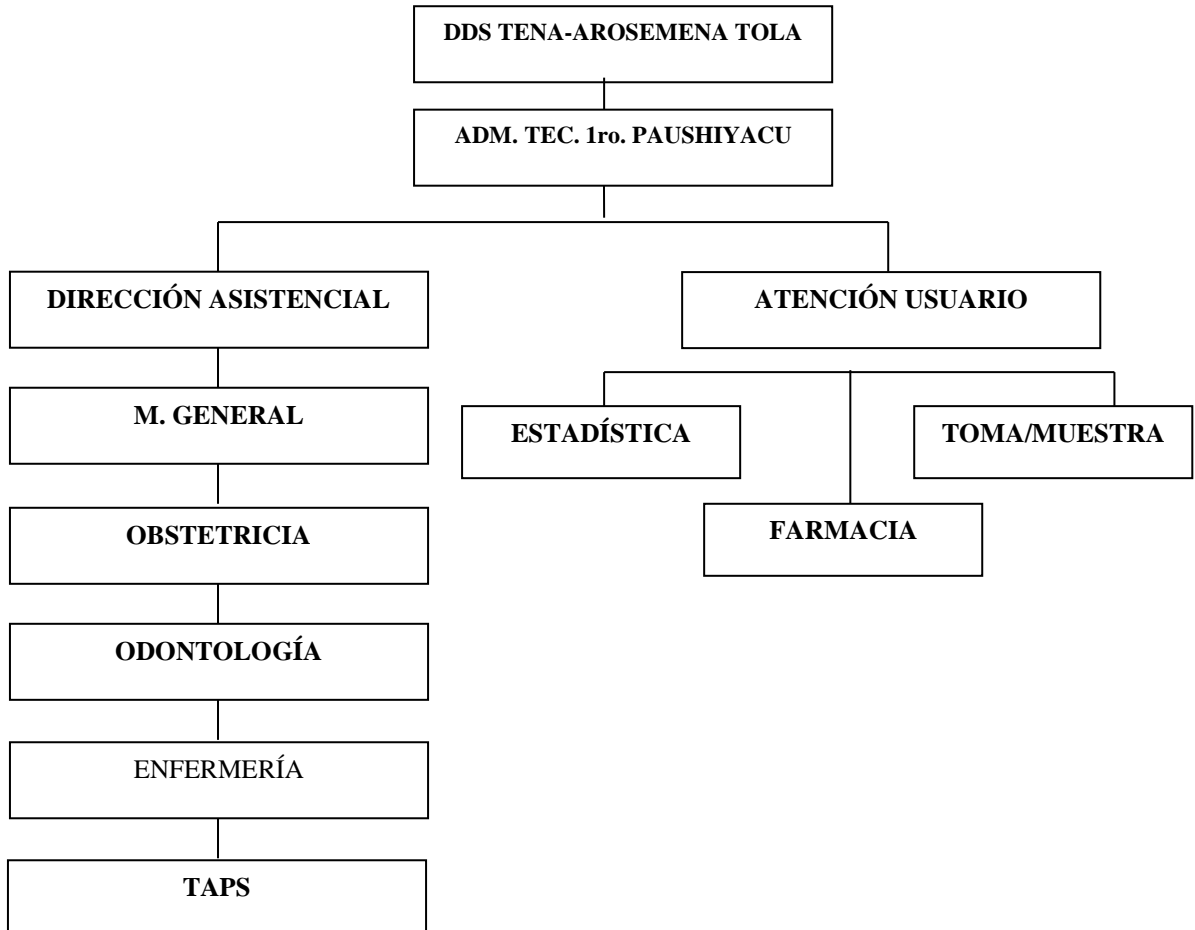 DDS TENA-AROSEMENA TOLA
ADM. TEC. 1ro. PAUSHIYACU
DIRECCIÓN ASISTENCIAL
ATENCIÓN USUARIO
M. GENERAL
ESTADÍSTICA
TOMA/MUESTRA
OBSTETRICIA
FARMACIA
ODONTOLOGÍA
ENFERMERÍA
TAPS